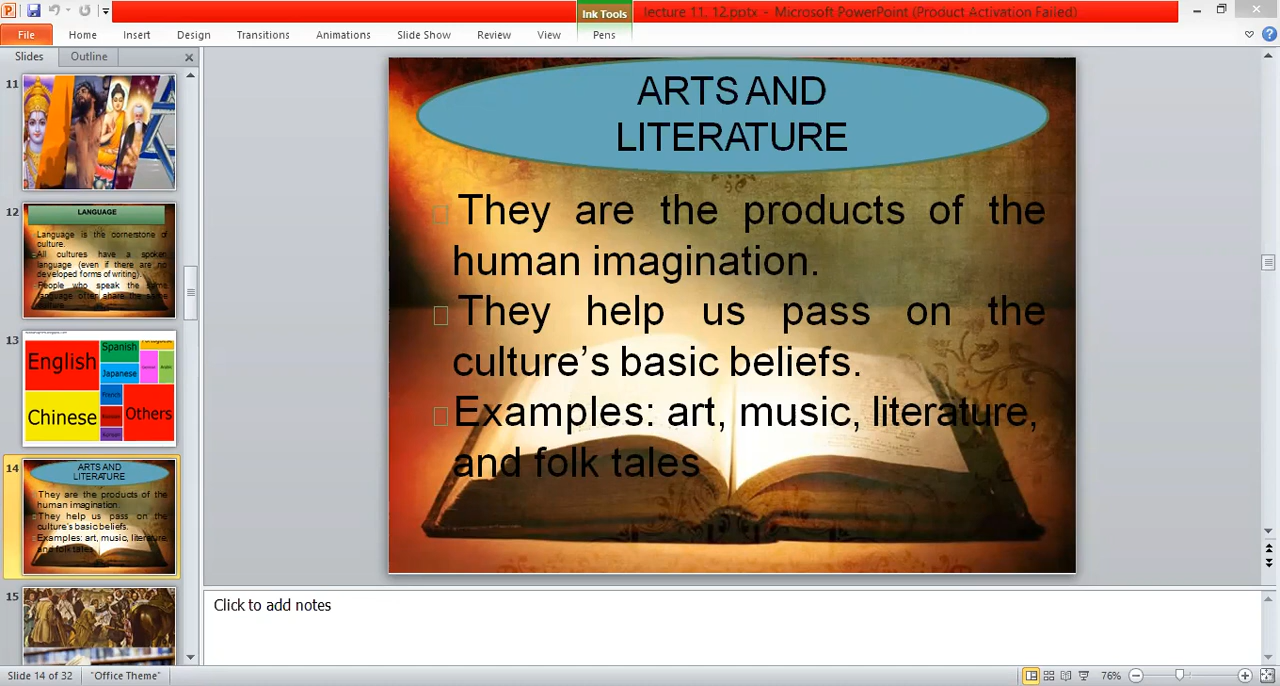 Ink Tools
lecture 11. 12.pptx - Microsoft PowerPoint (Product Activation Failed)
File Home Insert Design Transitions Animations Slide Show Review View Pens
Slides Outline
11
12
LANGUAGE
Language is the cornerstone of
culture.
All cultures have a spoken
language (even if there are no
developed forms of writing).
People who speak the same
language often share the same
13
English
Spanish
Japanese
French
Chinese
Others
14
ARTS AND
LITERATURE
They are the products of the
human imagination.
They help us pass on the
culture's basic beliefs.
Examples: art, music, literature,
and folk tales
15
ARTS AND
LITERATURE
They are the products of the
human imagination.
They help us pass on the
culture’s basic beliefs.
Examples: art, music, literature,
and folk tales
Click to add notes
Slide 14 of 32 "Office Theme" 76%